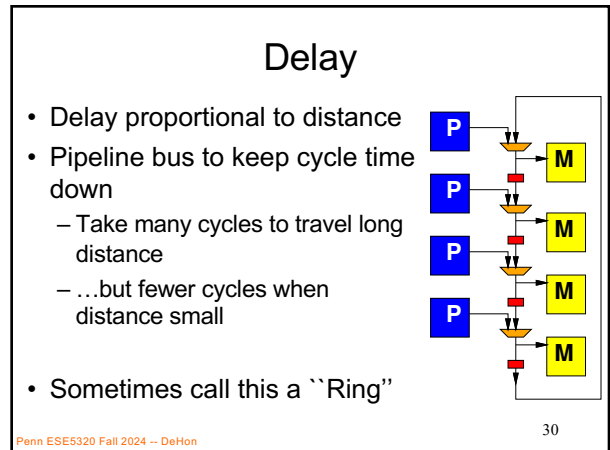 Delay
• Delay proportional to distance
• Pipeline bus to keep cycle time
down
– Take many cycles to travel long
distance
– …but fewer cycles when
distance small
• Sometimes call this a ``Ring''
P
M
P
M
P
M
P
M
Penn ESE5320 Fall 2024 -- DeHon
30